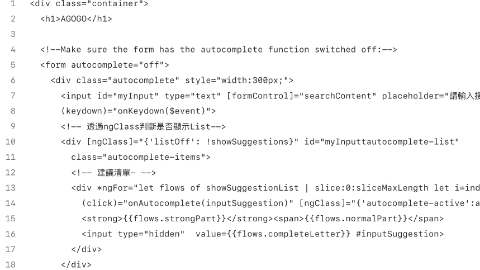 1 <div class="container">
2 <h1>AGOGO</h1>
3
4 <!--Make sure the form has the autocomplete function switched off:-->
5 <form autocomplete="off">
6 <div class="autocomplete" style="width:300px;">
7 <input id="myInput" type="text" [formControl]="searchContent" placeholder="請輸入
8 (keydown)="onKeydown($event)">
9 <!-- 透過ngClass判斷是否顯示List-->
10 <div [ngClass]="{'listOff': !showSuggestions}" id="myInputtautocomplete-list"
11 class="autocomplete-items">
12 <!-- 建議清單- -->
13 <div *ngFor="let flows of showSuggestionList | slice:0:sliceMaxLength let i=ind
14 (click)="onAutocomplete(inputSuggestion)" [ngClass]="{'autocomplete-active':a
15 <strong>{{flows.strongPart}}</strong><span>{{flows.normalPart}}</span>
16 <input type="hidden" value={{flows.completeLetter}} #inputSuggestion>
17 </div>
18 </div>